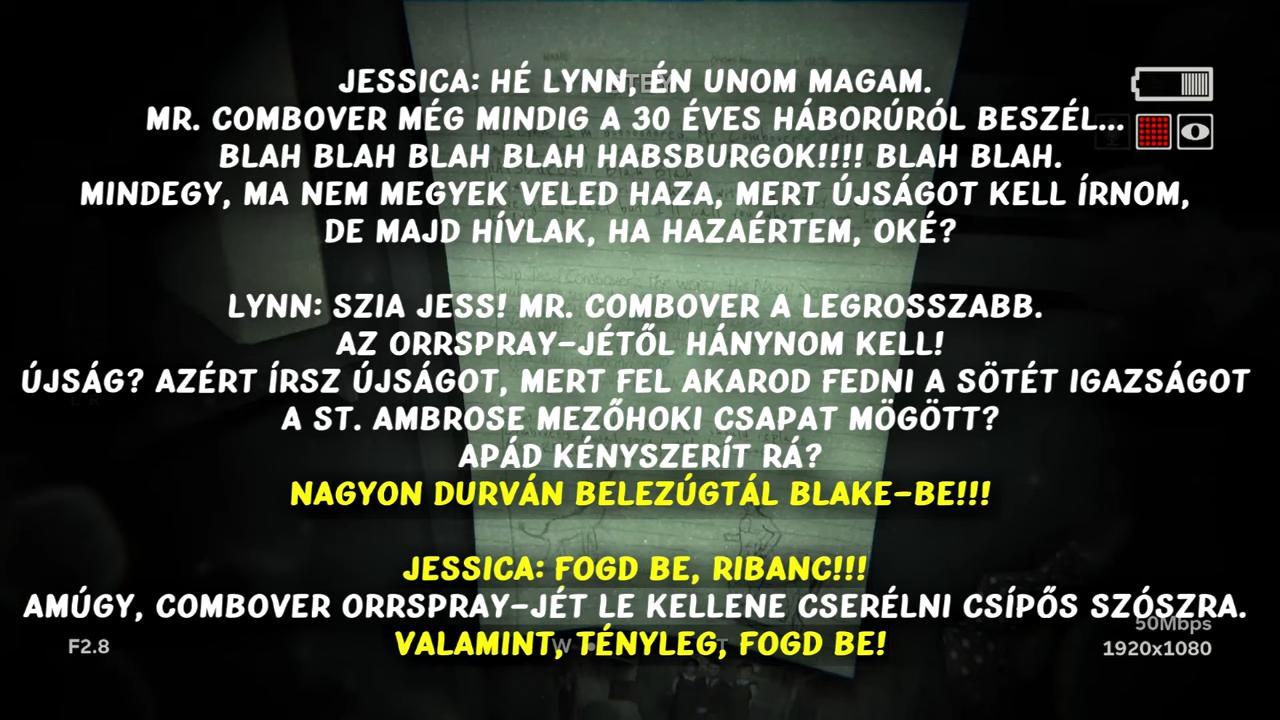 JESSICA: HÉ LYNN, ÉN UNOM MAGAM.
MR. COMBOVER MÉG MINDIG A 30 ÉVES HÁBORÚRÓL BESZÉL...
BLAH BLAH BLAH BLAH HABSBURGOK!!!! BLAH BLAH.
MINDEGY, MA NEM MEGYEK VELED HAZA, MERT ÚJSÁGOT KELL ÍRNOM,
DE MAJD HÍVLAK, HA HAZAÉRTEM, OKÉ?
LYNN: SZIA JESS! MR. COMBOVER A LEGROSSZABB.
AZ ORRSPRAY-JÉTŐL HÁNYNOM KELL!
ÚJSÁG? AZÉRT ÍRSZ ÚJSÁGOT, MERT FEL AKAROD FEDNI A SÖTÉT IGAZSÁGOT
A ST. AMBROSE MEZŐHOKI CSAPAT MÖGÖTT?
APÁD KÉNYSZERÍT RÁ?
NAGYON DURVÁN BELEZÚGTÁL BLAKE-BE!!!
JESSICA: FOGD BE, RIBANC!!!
AMÚGY, COMBOVER ORRSPRAY-JÉT LE KELLENE CSERÉLNI CSÍPŐS SZÓSZRA.
50Mbps
VALAMINT, TÉNYLEG, FOGD BE!
F2.8
1920x1080